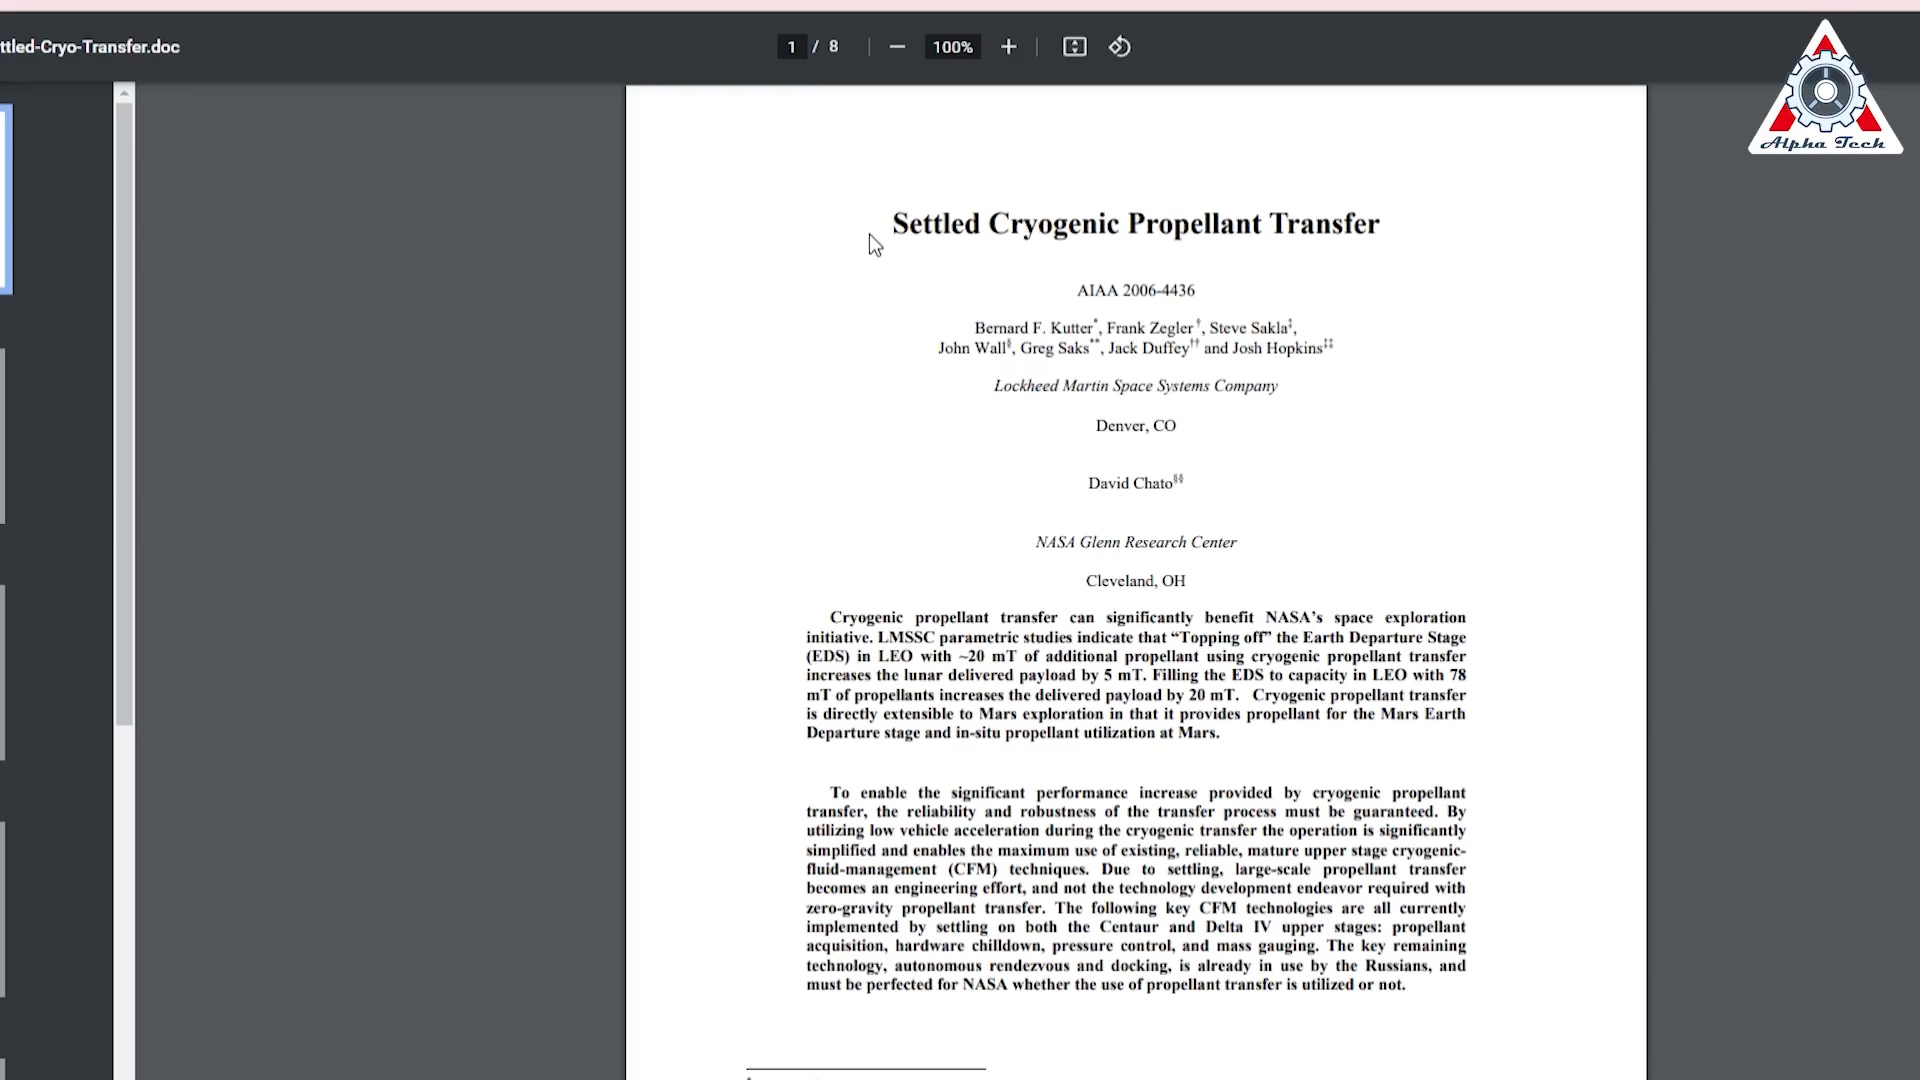 ttled-Cryo-Transfer.doc
1 / 8
100%
Alpha Tech
Settled Cryogenic Propellant Transfer
AIAA 2006-4436
Bernard F. Kutter*, Frank Zegler†, Steve Sakla‡,
John Wall§, Greg Saks**, Jack Duffey†† and Josh Hopkins‡‡
Lockheed Martin Space Systems Company
Denver, CO
David Chato§§
NASA Glenn Research Center
Cleveland, OH
Cryogenic propellant transfer can significantly benefit NASA's space exploration
initiative. LMSSC parametric studies indicate that “Topping off” the Earth Departure Stage
(EDS) in LEO with ~20 mT of additional propellant using cryogenic propellant transfer
increases the lunar delivered payload by 5 mT. Filling the EDS to capacity in LEO with 78
mT of propellants increases the delivered payload by 20 mT. Cryogenic propellant transfer
is directly extensible to Mars exploration in that it provides propellant for the Mars Earth
Departure stage and in-situ propellant utilization at Mars.
To enable the significant performance increase provided by cryogenic propellant
transfer, the reliability and robustness of the transfer process must be guaranteed. By
utilizing low vehicle acceleration during the cryogenic transfer the operation is significantly
simplified and enables the maximum use of existing, reliable, mature upper stage cryogenic-
fluid-management (CFM) techniques. Due to settling, large-scale propellant transfer
becomes an engineering effort, and not the technology development endeavor required with
zero-gravity propellant transfer. The following key CFM technologies are all currently
implemented by settling on both the Centaur and Delta IV upper stages: propellant
acquisition, hardware chilldown, pressure control, and mass gauging. The key remaining
technology, autonomous rendezvous and docking, is already in use by the Russians, and
must be perfected for NASA whether the use of propellant transfer is utilized or not.